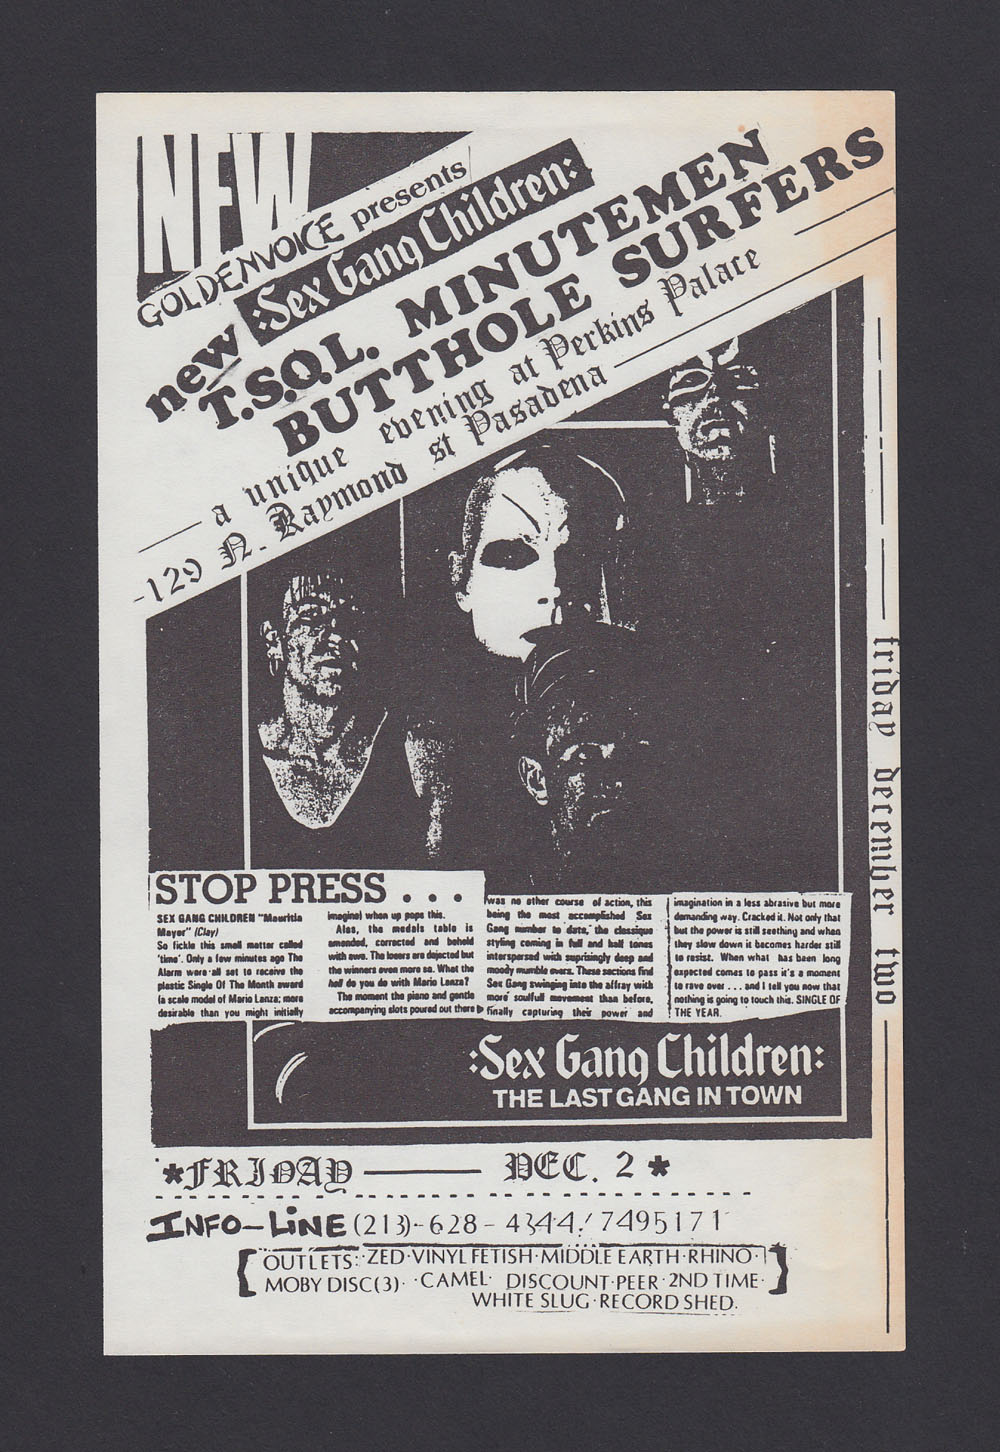 NEW
GOLDENVOICE presents
new :Sex Gang Children:
T.S.O.L. MINUTEMEN
BUTTHOLE SURFERS
a unique evening at Perkins Palace
-129 N. Raymond st Pasadena
friday december two
STOP PRESS . . .
SEX GANG CHILDREN "Mauritia
Mayer" (Clay)
So fickle this small matter called
'time'. Only a few minutes ago The
Alarm were all set to receive the
plastic Single Of The Month award
(a scale model of Mario Lanza; more
desirable than you might initially
imagine) when up pops this.
Alas, the medals table is
amended, corrected and behold
with awe. The losers are dejected but
the winners even more so. What the
hell do you do with Mario Lanza?
The moment the piano and gentle
accompanying slots poured out there
was no other course of action, this
being the most accomplished Sex
Gang number to date, the classique
styling coming in full and half tones
interspersed with suprisingly deep and
moody mumble overs. These sections find
Sex Gang swinging into the affray with
more soulfull movement than before,
finally capturing their power and
imagination in a less abrasive but more
demanding way. Cracked it. Not only that
but the power is still seething and when
they slow down it becomes harder still
to resist. When what has been long
expected comes to pass it's a moment
to rave over . . . and I tell you now that
nothing is going to touch this. SINGLE OF
THE YEAR.
:Sex Gang Children:
THE LAST GANG IN TOWN
*FRIDAY — DEC. 2 *
INFO-LINE (213)-628-4344/7495171
[OUTLETS: ZED·VINYL FETISH·MIDDLE EARTH·RHINO·
MOBY DISC(3)· ·CAMEL· DISCOUNT·PEER·2ND TIME·]
WHITE SLUG·RECORD SHED.